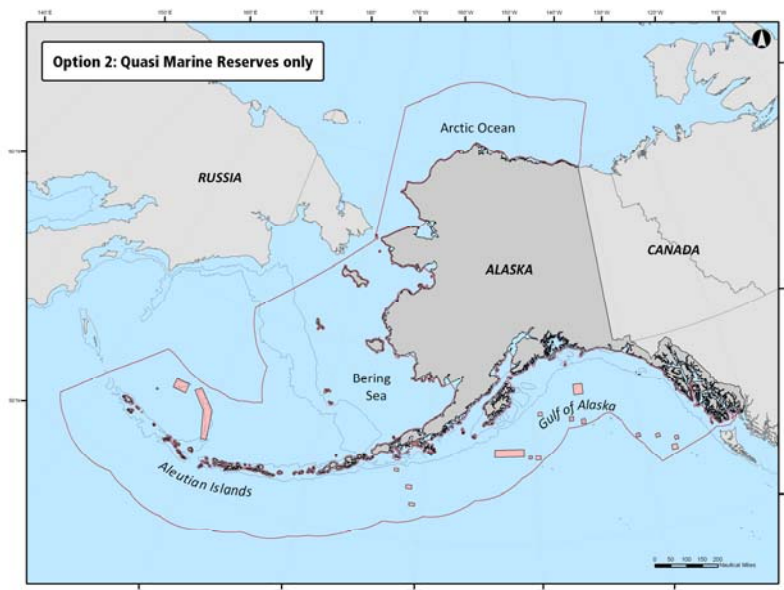 Option 2: Quasi Marine Reserves only
Arctic Ocean
RUSSIA
CANADA
ALASKA
Bering
Sea
Gulf of Alaska
Aleutian Islands
0 50 100 150 200
Nautical Miles